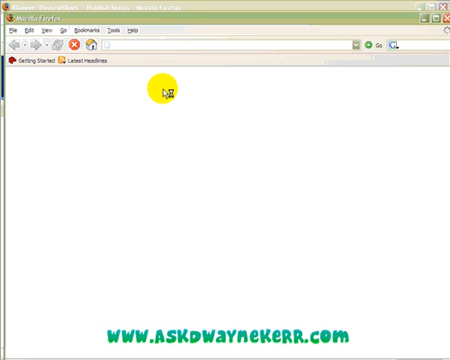 Mozilla Firefox
File Edit View Go Bookmarks Tools Help
Go
Getting Started Latest Headlines
www.ASKDWAYNEKERR.com